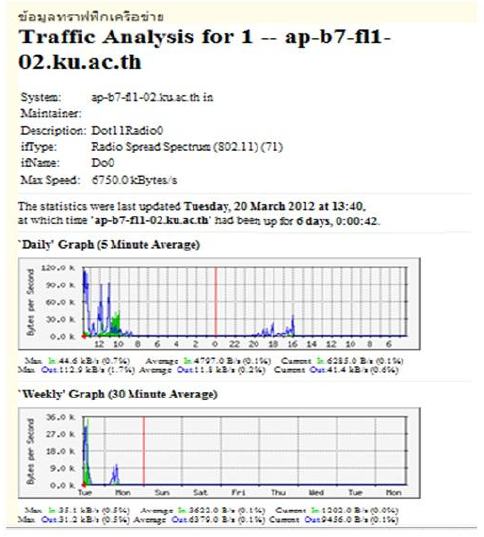 ข้อมูลทราฟฟิกเครือข่าย
Traffic Analysis for 1 -- ap-b7-fl1-
02.ku.ac.th
System: ap-b7-fl1-02.ku.ac.th in
Maintainer:
Description: Dot11Radio0
ifType: Radio Spread Spectrum (802.11) (71)
ifName: Do0
Max Speed: 6750.0 kBytes/s
The statistics were last updated Tuesday, 20 March 2012 at 13:40,
at which time 'ap-b7-fl1-02.ku.ac.th' had been up for 6 days, 0:00:42.
`Daily' Graph (5 Minute Average)
Bytes per Second
120.0 k
90.0 k
60.0 k
30.0 k
0.0 k
12 10 8 6 4 2 0 22 20 18 16 14 12 10 8 6
Max In:44.6 kB/s (0.7%) Average In:4797.0 B/s (0.1%) Current In:6285.0 B/s (0.1%)
Max Out:112.9 kB/s (1.7%) Average Out:11.8 kB/s (0.2%) Current Out:41.4 kB/s (0.6%)
`Weekly' Graph (30 Minute Average)
Bytes per Second
36.0 k
27.0 k
18.0 k
9.0 k
0.0 k
Tue Mon Sun Sat Fri Thu Wed Tue Mon
Max In:35.1 kB/s (0.5%) Average In:3622.0 B/s (0.1%) Current In:1202.0 B/s (0.0%)
Max Out:31.2 kB/s (0.5%) Average Out:6379.0 B/s (0.1%) Current Out:9456.0 B/s (0.1%)